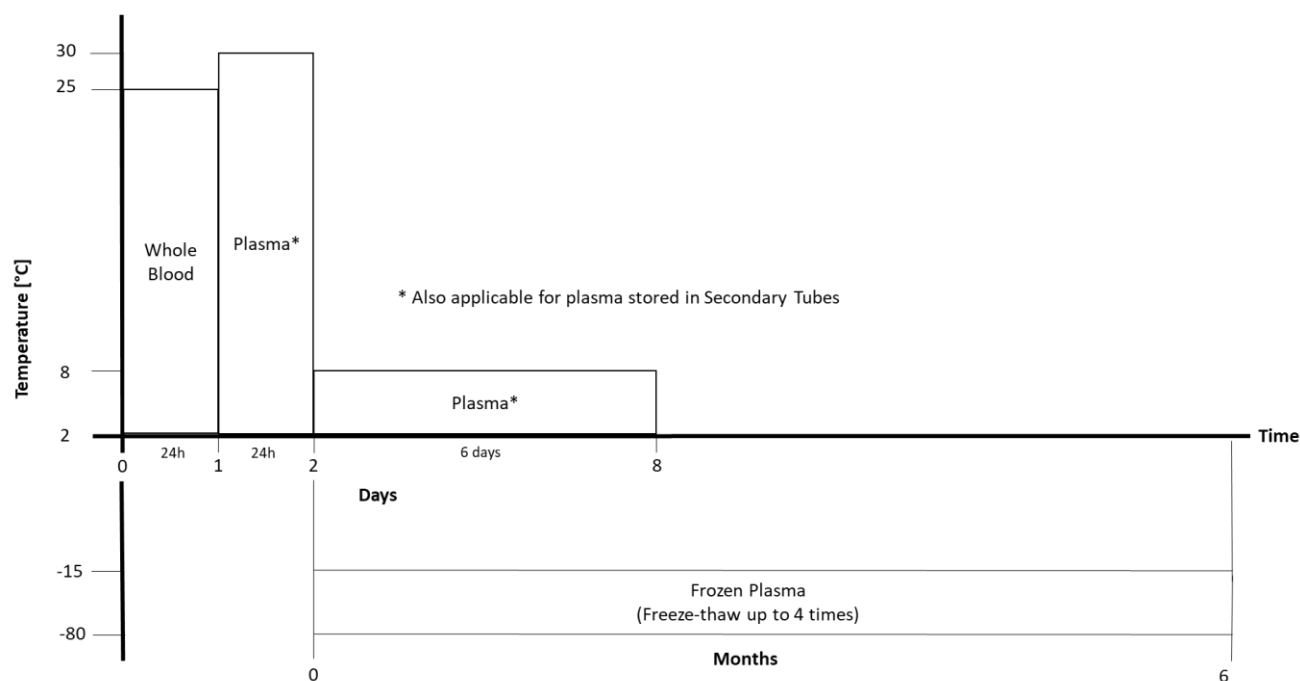 30
25
Temperature [°C]
Whole
Blood
Plasma*
* Also applicable for plasma stored in Secondary Tubes
8
Plasma*
2
Time
24h
24h
6 days
0
1
2
8
Days
-15
Frozen Plasma
(Freeze-thaw up to 4 times)
-80
Months
0
6